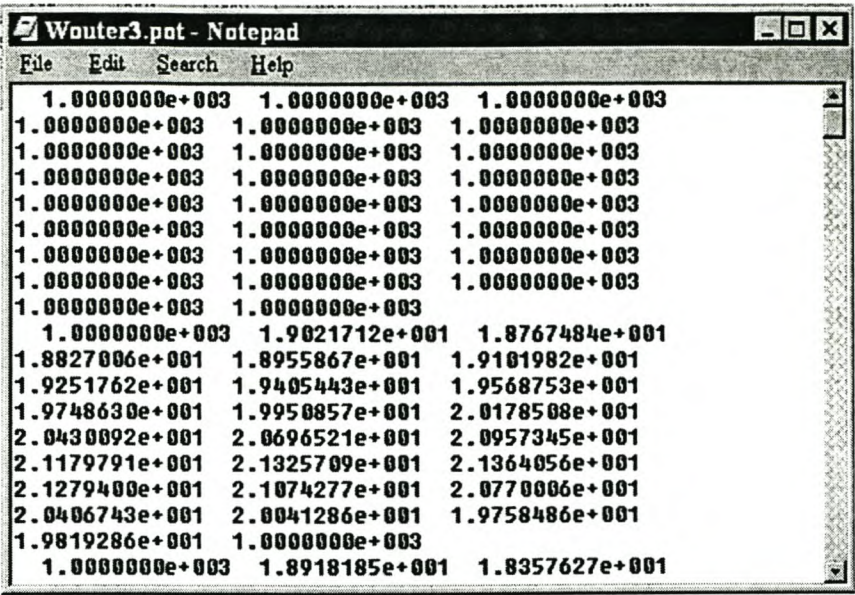 Wouter3.pot - Notepad
File Edit Search Help
1.0000000e+003 1.0000000e+003 1.0000000e+003
1.0000000e+003 1.0000000e+003 1.0000000e+003
1.0000000e+003 1.0000000e+003 1.0000000e+003
1.0000000e+003 1.0000000e+003 1.0000000e+003
1.0000000e+003 1.0000000e+003 1.0000000e+003
1.0000000e+003 1.0000000e+003 1.0000000e+003
1.0000000e+003 1.0000000e+003 1.0000000e+003
1.0000000e+003 1.0000000e+003 1.0000000e+003
1.0000000e+003 1.0000000e+003
1.0000000e+003 1.9021712e+001 1.8767484e+001
1.8827006e+001 1.8955867e+001 1.9101982e+001
1.9251762e+001 1.9405443e+001 1.9568753e+001
1.9748630e+001 1.9950857e+001 2.0178508e+001
2.0430092e+001 2.0696521e+001 2.0957345e+001
2.1179791e+001 2.1325709e+001 2.1364056e+001
2.1279400e+001 2.1074277e+001 2.0770006e+001
2.0406743e+001 2.0041286e+001 1.9758486e+001
1.9819286e+001 1.0000000e+003
1.0000000e+003 1.8918185e+001 1.8357627e+001